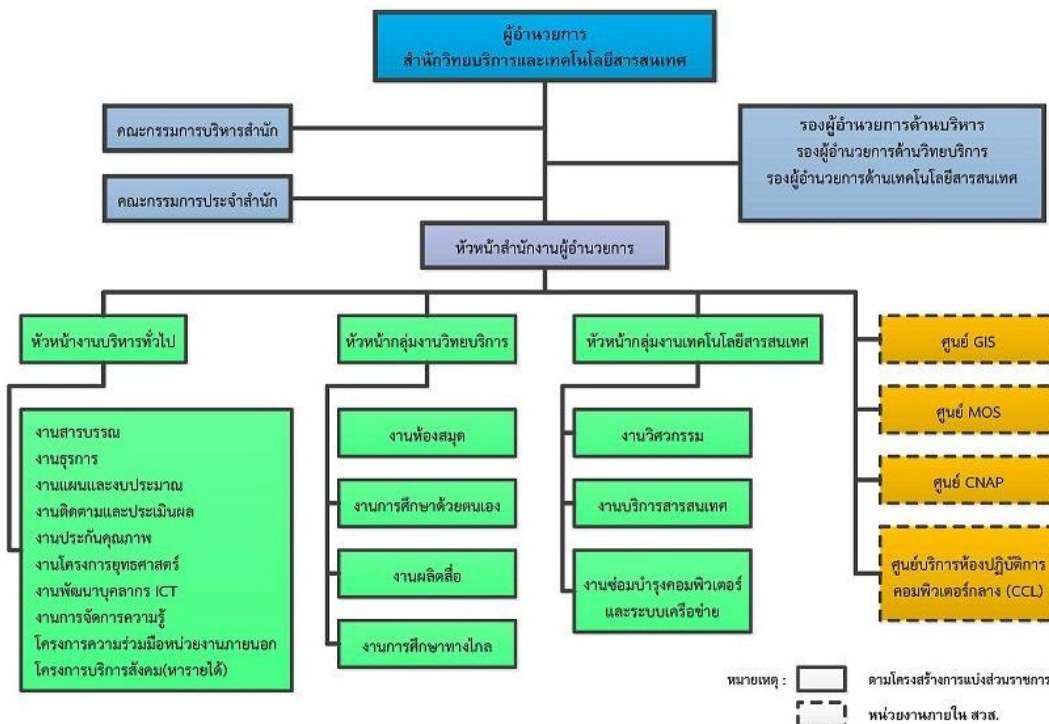 ผู้อำนวยการ
สำนักวิทยบริการและเทคโนโลยีสารสนเทศ
คณะกรรมการบริหารสำนัก
คณะกรรมการประจำสำนัก
รองผู้อำนวยการด้านบริหาร
รองผู้อำนวยการด้านวิทยบริการ
รองผู้อำนวยการด้านเทคโนโลยีสารสนเทศ
หัวหน้าสำนักงานผู้อำนวยการ
หัวหน้างานบริหารทั่วไป
งานสารบรรณ
งานธุรการ
งานแผนและงบประมาณ
งานติดตามและประเมินผล
งานประกันคุณภาพ
งานโครงการยุทธศาสตร์
งานพัฒนาบุคลากร ICT
งานการจัดการความรู้
โครงการความร่วมมือหน่วยงานภายนอก
โครงการบริการสังคม(หารายได้)
หัวหน้ากลุ่มงานวิทยบริการ
งานห้องสมุด
งานการศึกษาด้วยตนเอง
งานผลิตสื่อ
งานการศึกษาทางไกล
หัวหน้ากลุ่มงานเทคโนโลยีสารสนเทศ
งานวิศวกรรม
งานบริการสารสนเทศ
งานซ่อมบำรุงคอมพิวเตอร์
และระบบเครือข่าย
ศูนย์ GIS
ศูนย์ MOS
ศูนย์ CNAP
ศูนย์บริการห้องปฏิบัติการ
คอมพิวเตอร์กลาง (CCL)
หมายเหตุ : ตามโครงสร้างการแบ่งส่วนราชการ
หน่วยงานภายใน สวส.